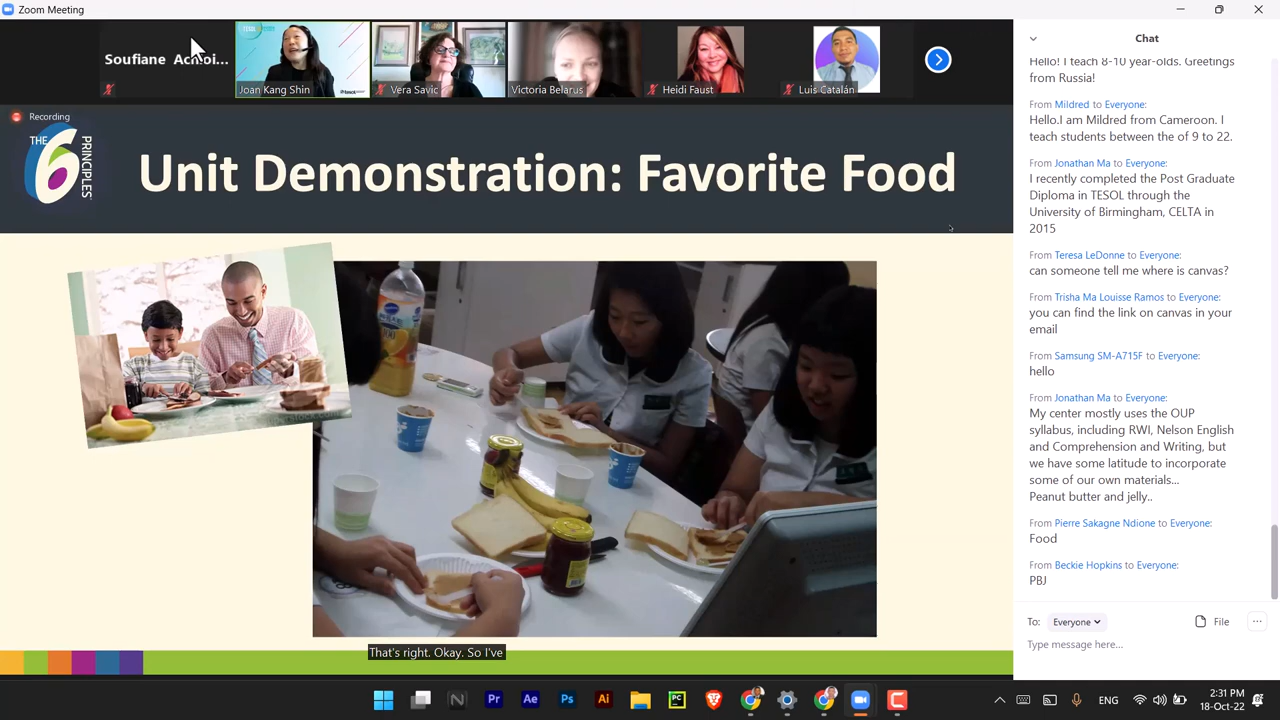 Zoom Meeting
Soufiane
Joan Kang Shin
Vera Savic
Victoria Belarus
Heidi Faust
Luis Catalán
Recording
THE 6 PRINCIPLES
Unit Demonstration: Favorite Food
That's right. Okay. So I've
Chat
Hello! I teach 8-10 year-olds. Greetings
from Russia!
From Mildred to Everyone:
Hello.I am Mildred from Cameroon. I
teach students between the of 9 to 22.
From Jonathan Ma to Everyone:
I recently completed the Post Graduate
Diploma in TESOL through the
University of Birmingham, CELTA in
2015
From Teresa LeDonne to Everyone:
can someone tell me where is canvas?
From Trisha Ma Louisse Ramos to Everyone:
you can find the link on canvas in your
email
From Samsung SM-A715F to Everyone:
hello
From Jonathan Ma to Everyone:
My center mostly uses the OUP
syllabus, including RWI, Nelson English
and Comprehension and Writing, but
we have some latitude to incorporate
some of our own materials...
Peanut butter and jelly..
From Pierre Sakagne Ndione to Everyone:
Food
From Beckie Hopkins to Everyone:
PBJ
To: Everyone File
Type message here...
N Pr Ae Ps Ai PC
ENG
2:31 PM
18-Oct-22